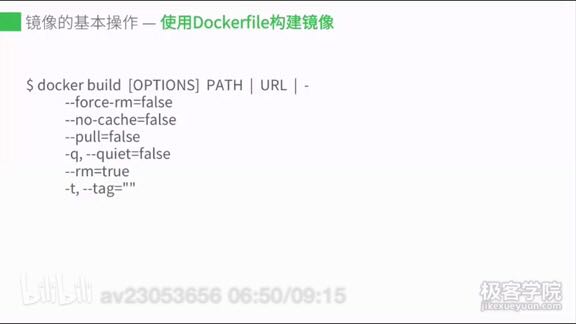 镜像的基本操作 — 使用Dockerfile构建镜像
$ docker build [OPTIONS] PATH | URL | -
--force-rm=false
--no-cache=false
--pull=false
-q, --quiet=false
--rm=true
-t, --tag=""
bilibili av23053656 06:50/09:15
极客学院
jikexueyuan.com